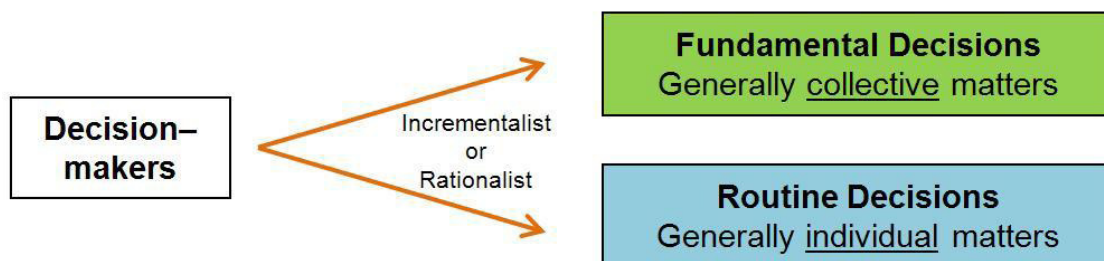 Decision–
makers
Incrementalist
or
Rationalist
Fundamental Decisions
Generally collective matters
Routine Decisions
Generally individual matters